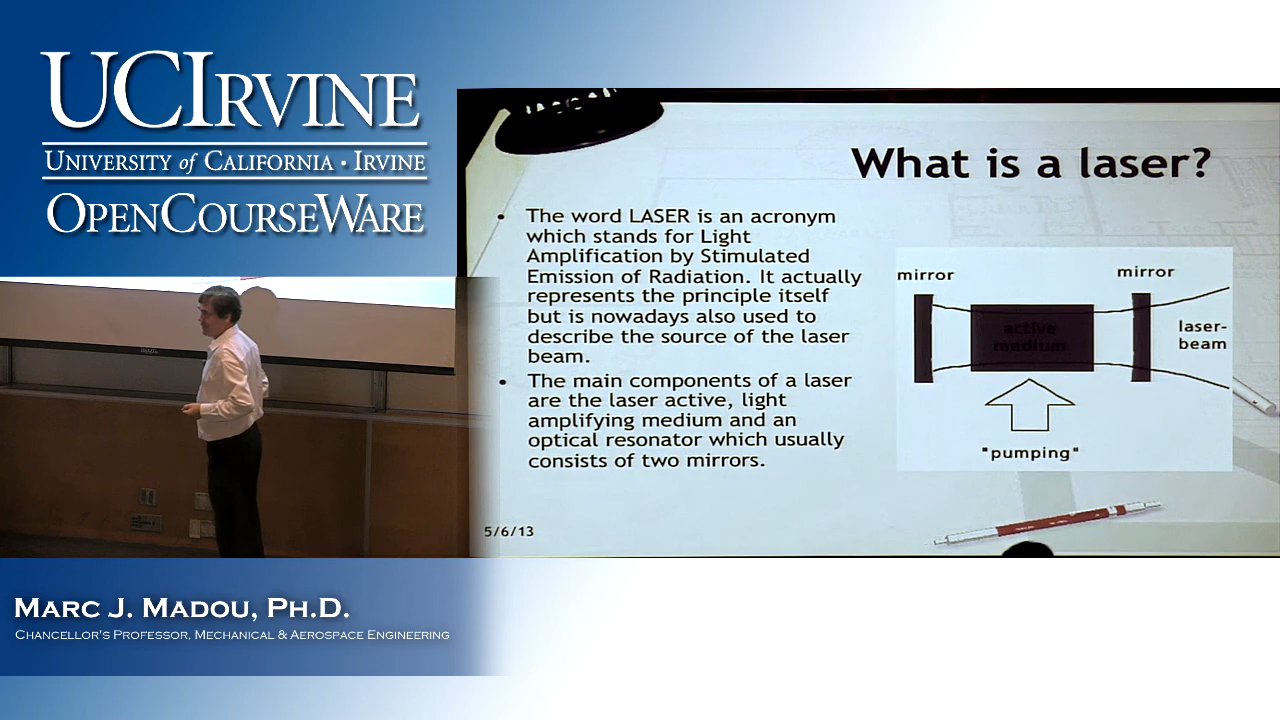 UCIRVINE
UNIVERSITY of CALIFORNIA · IRVINE
OPENCOURSEWARE
What is a laser?
• The word LASER is an acronym
which stands for Light
Amplification by Stimulated
Emission of Radiation. It actually
represents the principle itself
but is nowadays also used to
describe the source of the laser
beam.
• The main components of a laser
are the laser active, light
amplifying medium and an
optical resonator which usually
consists of two mirrors.
mirror
mirror
active
medium
laser-
beam
"pumping"
5/6/13
MARC J. MADOU, PH.D.
CHANCELLOR'S PROFESSOR, MECHANICAL & AEROSPACE ENGINEERING